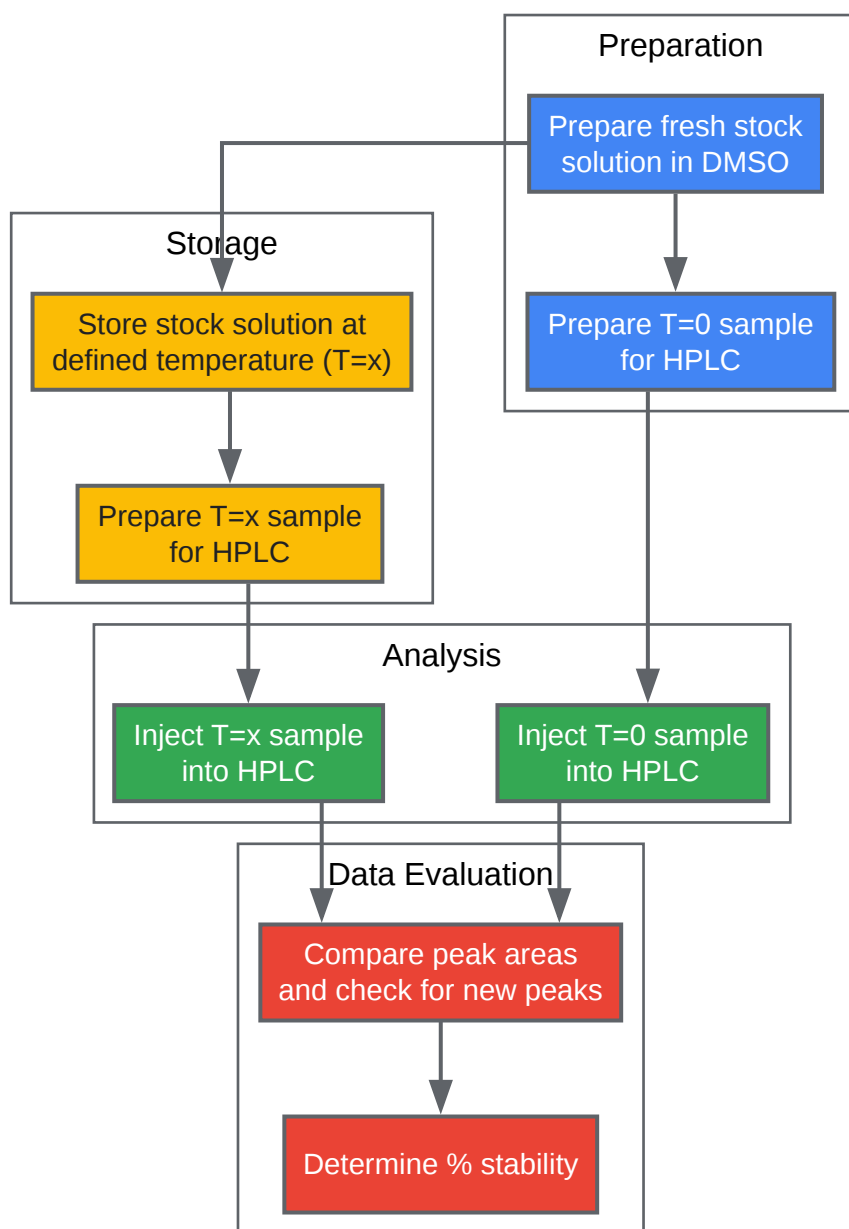 Preparation
Prepare fresh stock
solution in DMSO
Storage
Store stock solution at
defined temperature (T=x)
Prepare T=0 sample
for HPLC
Prepare T=x sample
for HPLC
Analysis
Inject T=x sample
into HPLC
Inject T=0 sample
into HPLC
Data Evaluation
Compare peak areas
and check for new peaks
Determine % stability